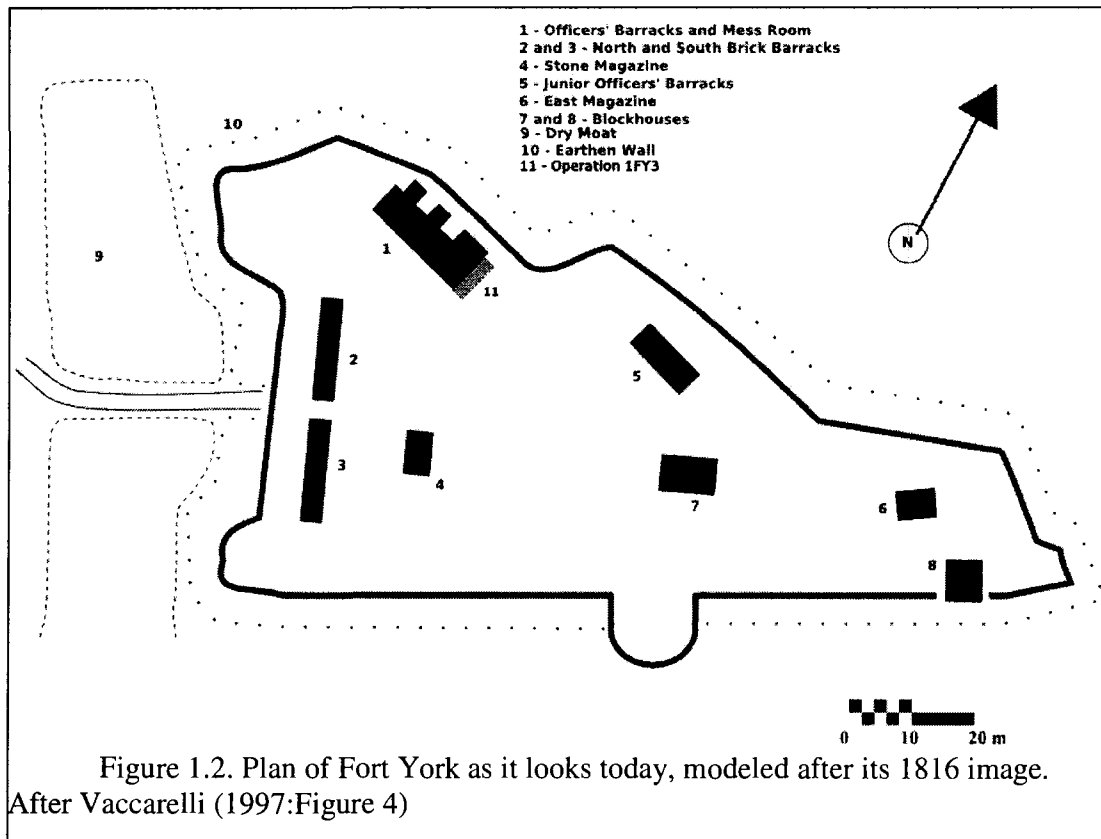 1 - Officers' Barracks and Mess Room
2 and 3 - North and South Brick Barracks
4 - Stone Magazine
5 - Junior Officers' Barracks
6 - East Magazine
7 and 8 - Blockhouses
9 - Dry Moat
10 - Earthen Wall
11 - Operation 1FY3
10
N
9
1
11
2
5
3
4
7
6
8
0 10 20 m
Figure 1.2. Plan of Fort York as it looks today, modeled after its 1816 image.
After Vaccarelli (1997:Figure 4)